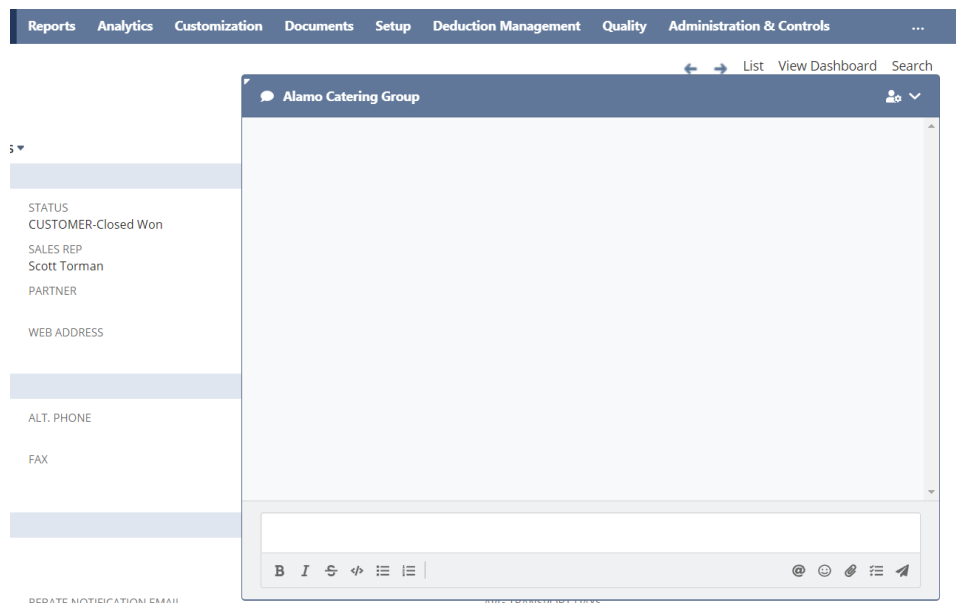 Reports Analytics Customization Documents Setup Deduction Management Quality Administration & Controls ...
List View Dashboard Search
Alamo Catering Group
STATUS
CUSTOMER-Closed Won
SALES REP
Scott Torman
PARTNER
WEB ADDRESS
ALT. PHONE
FAX
B I S </> @
REBATE NOTIFICATION EMAIL